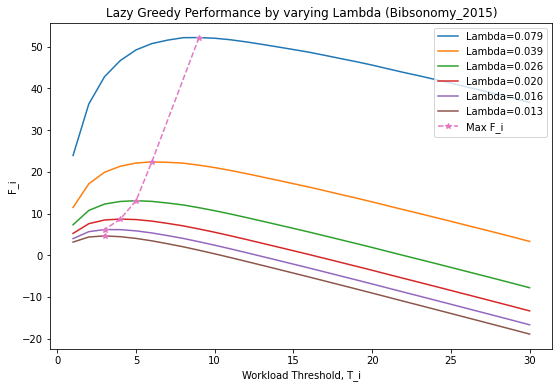 Lazy Greedy Performance by varying Lambda (Bibsonomy_2015)
Lambda=0.079
Lambda=0.039
Lambda=0.026
Lambda=0.020
Lambda=0.016
Lambda=0.013
Max F_i
F_i
50
40
30
20
10
0
−10
−20
0 5 10 15 20 25 30
Workload Threshold, T_i